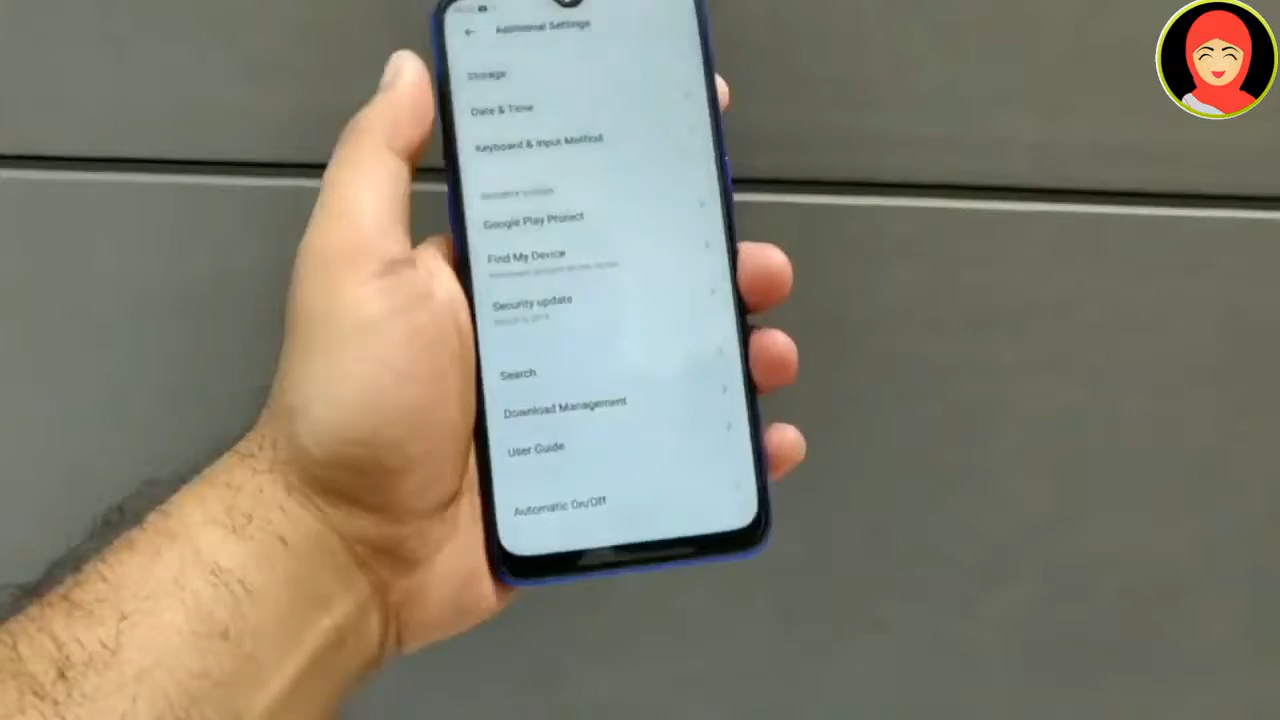 Additional Settings
Storage
Date & Time
Keyboard & Input Method
Google Play Protect
Find My Device
Security update
Search
Download Management
User Guide
Automatic On/Off